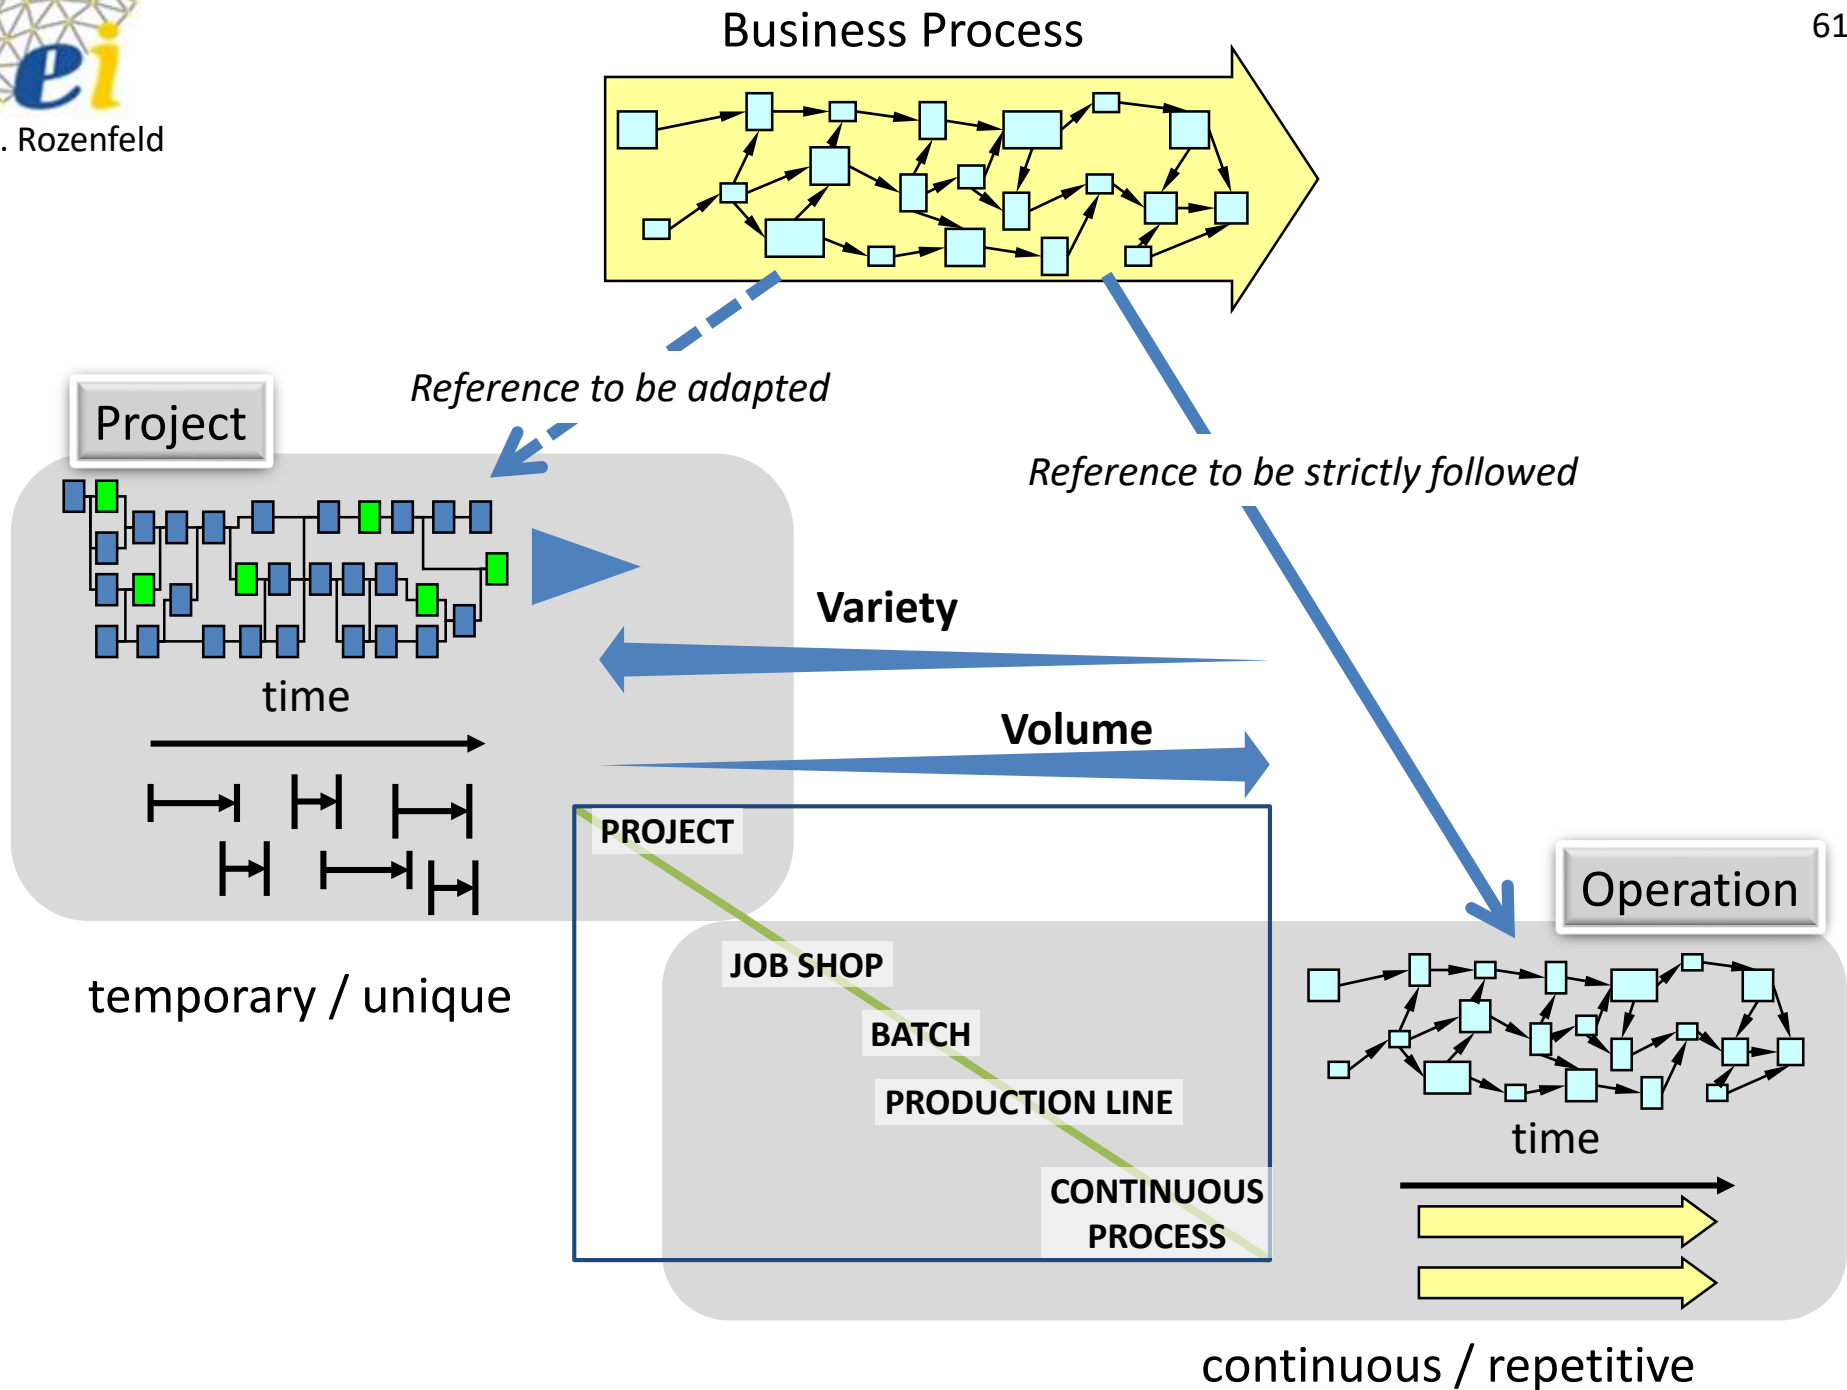 Business Process
61
ei
. Rozenfeld
Reference to be adapted
Project
Reference to be strictly followed
Variety
time
Volume
PROJECT
Operation
JOB SHOP
temporary / unique
BATCH
PRODUCTION LINE
time
CONTINUOUS
PROCESS
continuous / repetitive